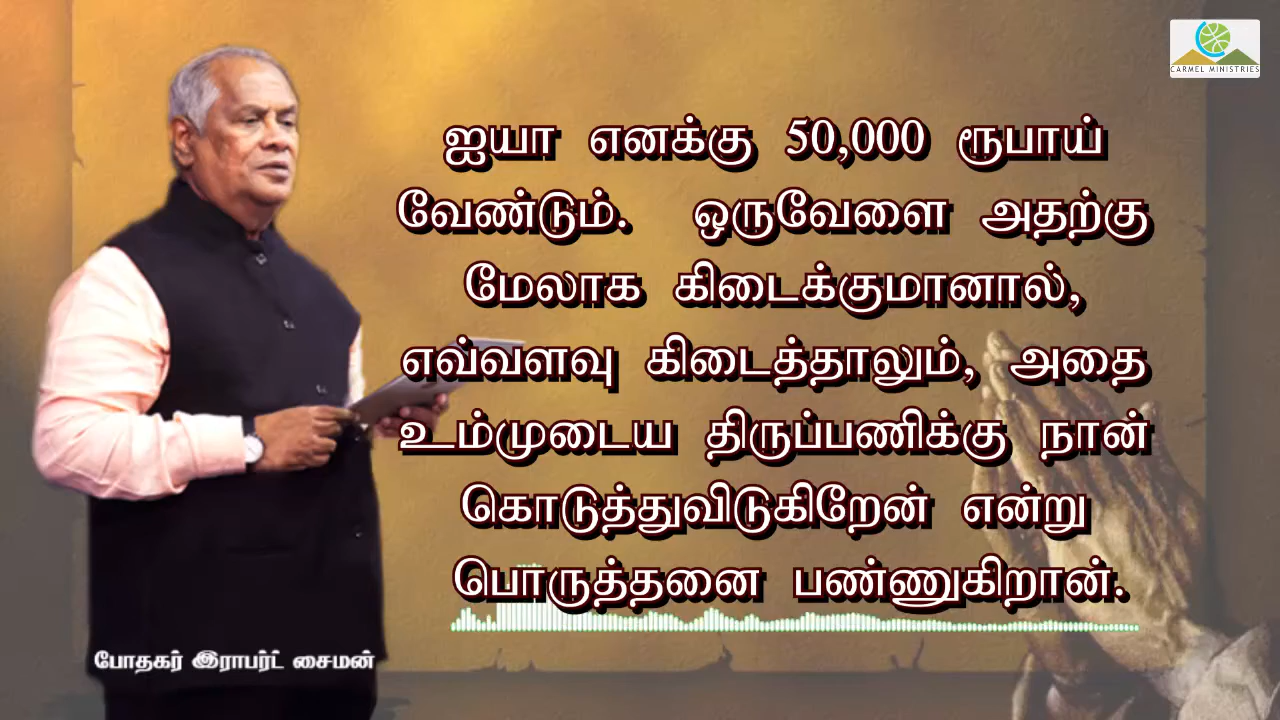 CARMEL MINISTRIES
ஐயா எனக்கு 50,000 ரூபாய்
வேண்டும். ஒருவேளை அதற்கு
மேலாக கிடைக்குமானால்,
எவ்வளவு கிடைத்தாலும், அதை
உம்முடைய திருப்பணிக்கு நான்
கொடுத்துவிடுகிறேன் என்று
பொருத்தனை பண்ணுகிறான்.
போதகர் இராபர்ட் சைமன்